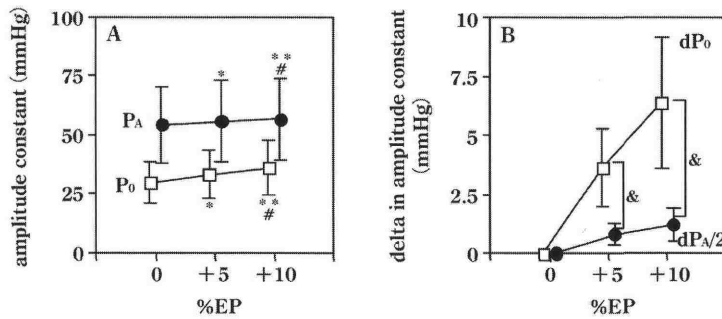 A
amplitude constant (mmHg)
100
75
50
25
0
PA
P0
*
**
#
*
**
#
0
+5
+10
%EP
B
delta in amplitude constant
(mmHg)
10
7.5
5
2.5
0
dP0
&
&
dPA/2
0
+5
+10
%EP